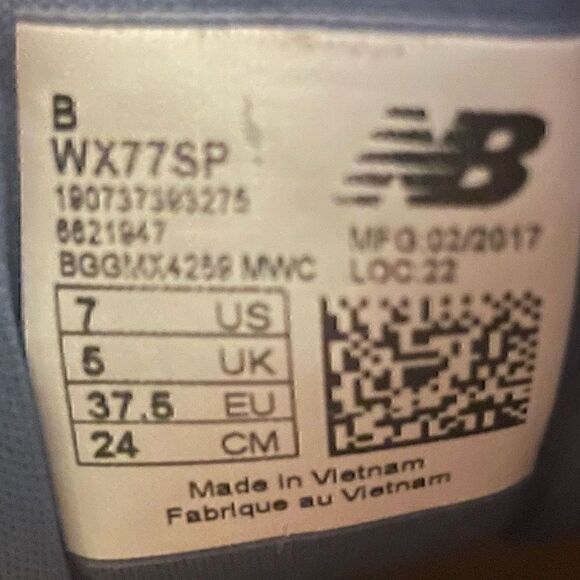 B
WX77SP
190737393275
6621947
BGGMX4259 MWC
NB
MFG:02/2017
LOC:22
7 US
5 UK
37.5 EU
24 CM
Made in Vietnam
Fabrique au Vietnam